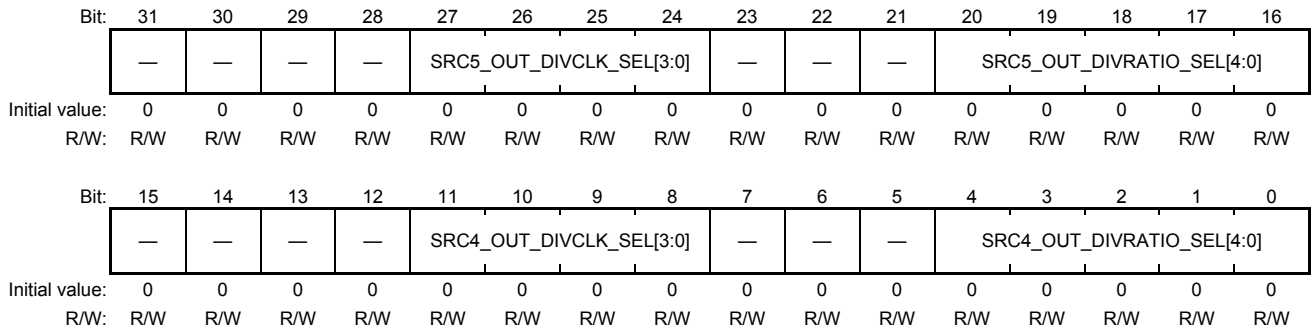 Bit: 31 30 29 28 27 26 25 24 23 22 21 20 19 18 17 16
— — — — SRC5_OUT_DIVCLK_SEL[3:0] — — — SRC5_OUT_DIVRATIO_SEL[4:0]
Initial value: 0 0 0 0 0 0 0 0 0 0 0 0 0 0 0 0
R/W: R/W R/W R/W R/W R/W R/W R/W R/W R/W R/W R/W R/W R/W R/W R/W R/W
Bit: 15 14 13 12 11 10 9 8 7 6 5 4 3 2 1 0
— — — — SRC4_OUT_DIVCLK_SEL[3:0] — — — SRC4_OUT_DIVRATIO_SEL[4:0]
Initial value: 0 0 0 0 0 0 0 0 0 0 0 0 0 0 0 0
R/W: R/W R/W R/W R/W R/W R/W R/W R/W R/W R/W R/W R/W R/W R/W R/W R/W